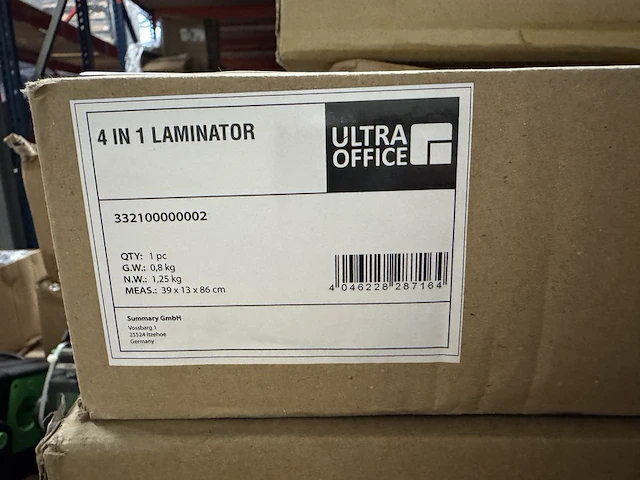 4 IN 1 LAMINATOR
ULTRA
OFFICE
332100000002
QTY: 1 pc
G.W.: 0,8 kg
N.W.: 1,25 kg
MEAS.: 39 x 13 x 86 cm
4 046228 287164
Summary GmbH
Vossbarg 1
25524 Itzehoe
Germany